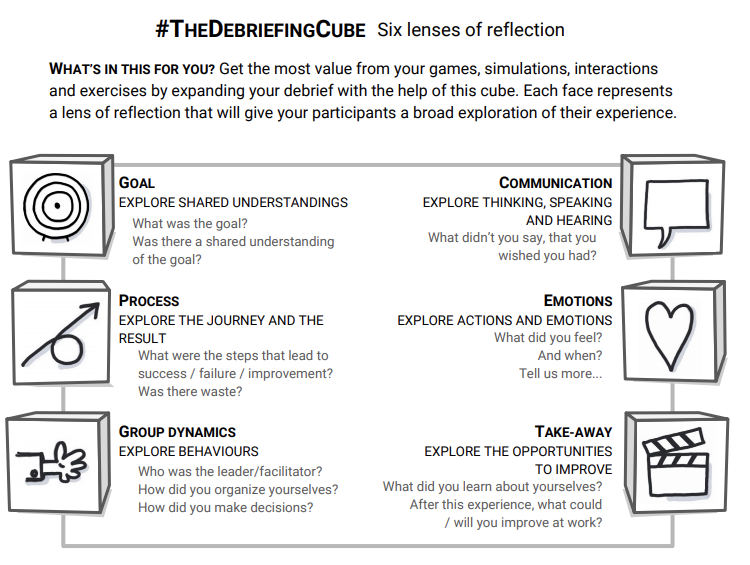 #TheDebriefingCube Six lenses of reflection
What's in this for you? Get the most value from your games, simulations, interactions
and exercises by expanding your debrief with the help of this cube. Each face represents
a lens of reflection that will give your participants a broad exploration of their experience.
Goal
EXPLORE SHARED UNDERSTANDINGS
What was the goal?
Was there a shared understanding
of the goal?
Communication
EXPLORE THINKING, SPEAKING
AND HEARING
What didn't you say, that you
wished you had?
Process
EXPLORE THE JOURNEY AND THE
RESULT
What were the steps that lead to
success / failure / improvement?
Was there waste?
Emotions
EXPLORE ACTIONS AND EMOTIONS
What did you feel?
And when?
Tell us more...
Group dynamics
EXPLORE BEHAVIOURS
Who was the leader/facilitator?
How did you organize yourselves?
How did you make decisions?
Take-away
EXPLORE THE OPPORTUNITIES
TO IMPROVE
What did you learn about yourselves?
After this experience, what could
/ will you improve at work?